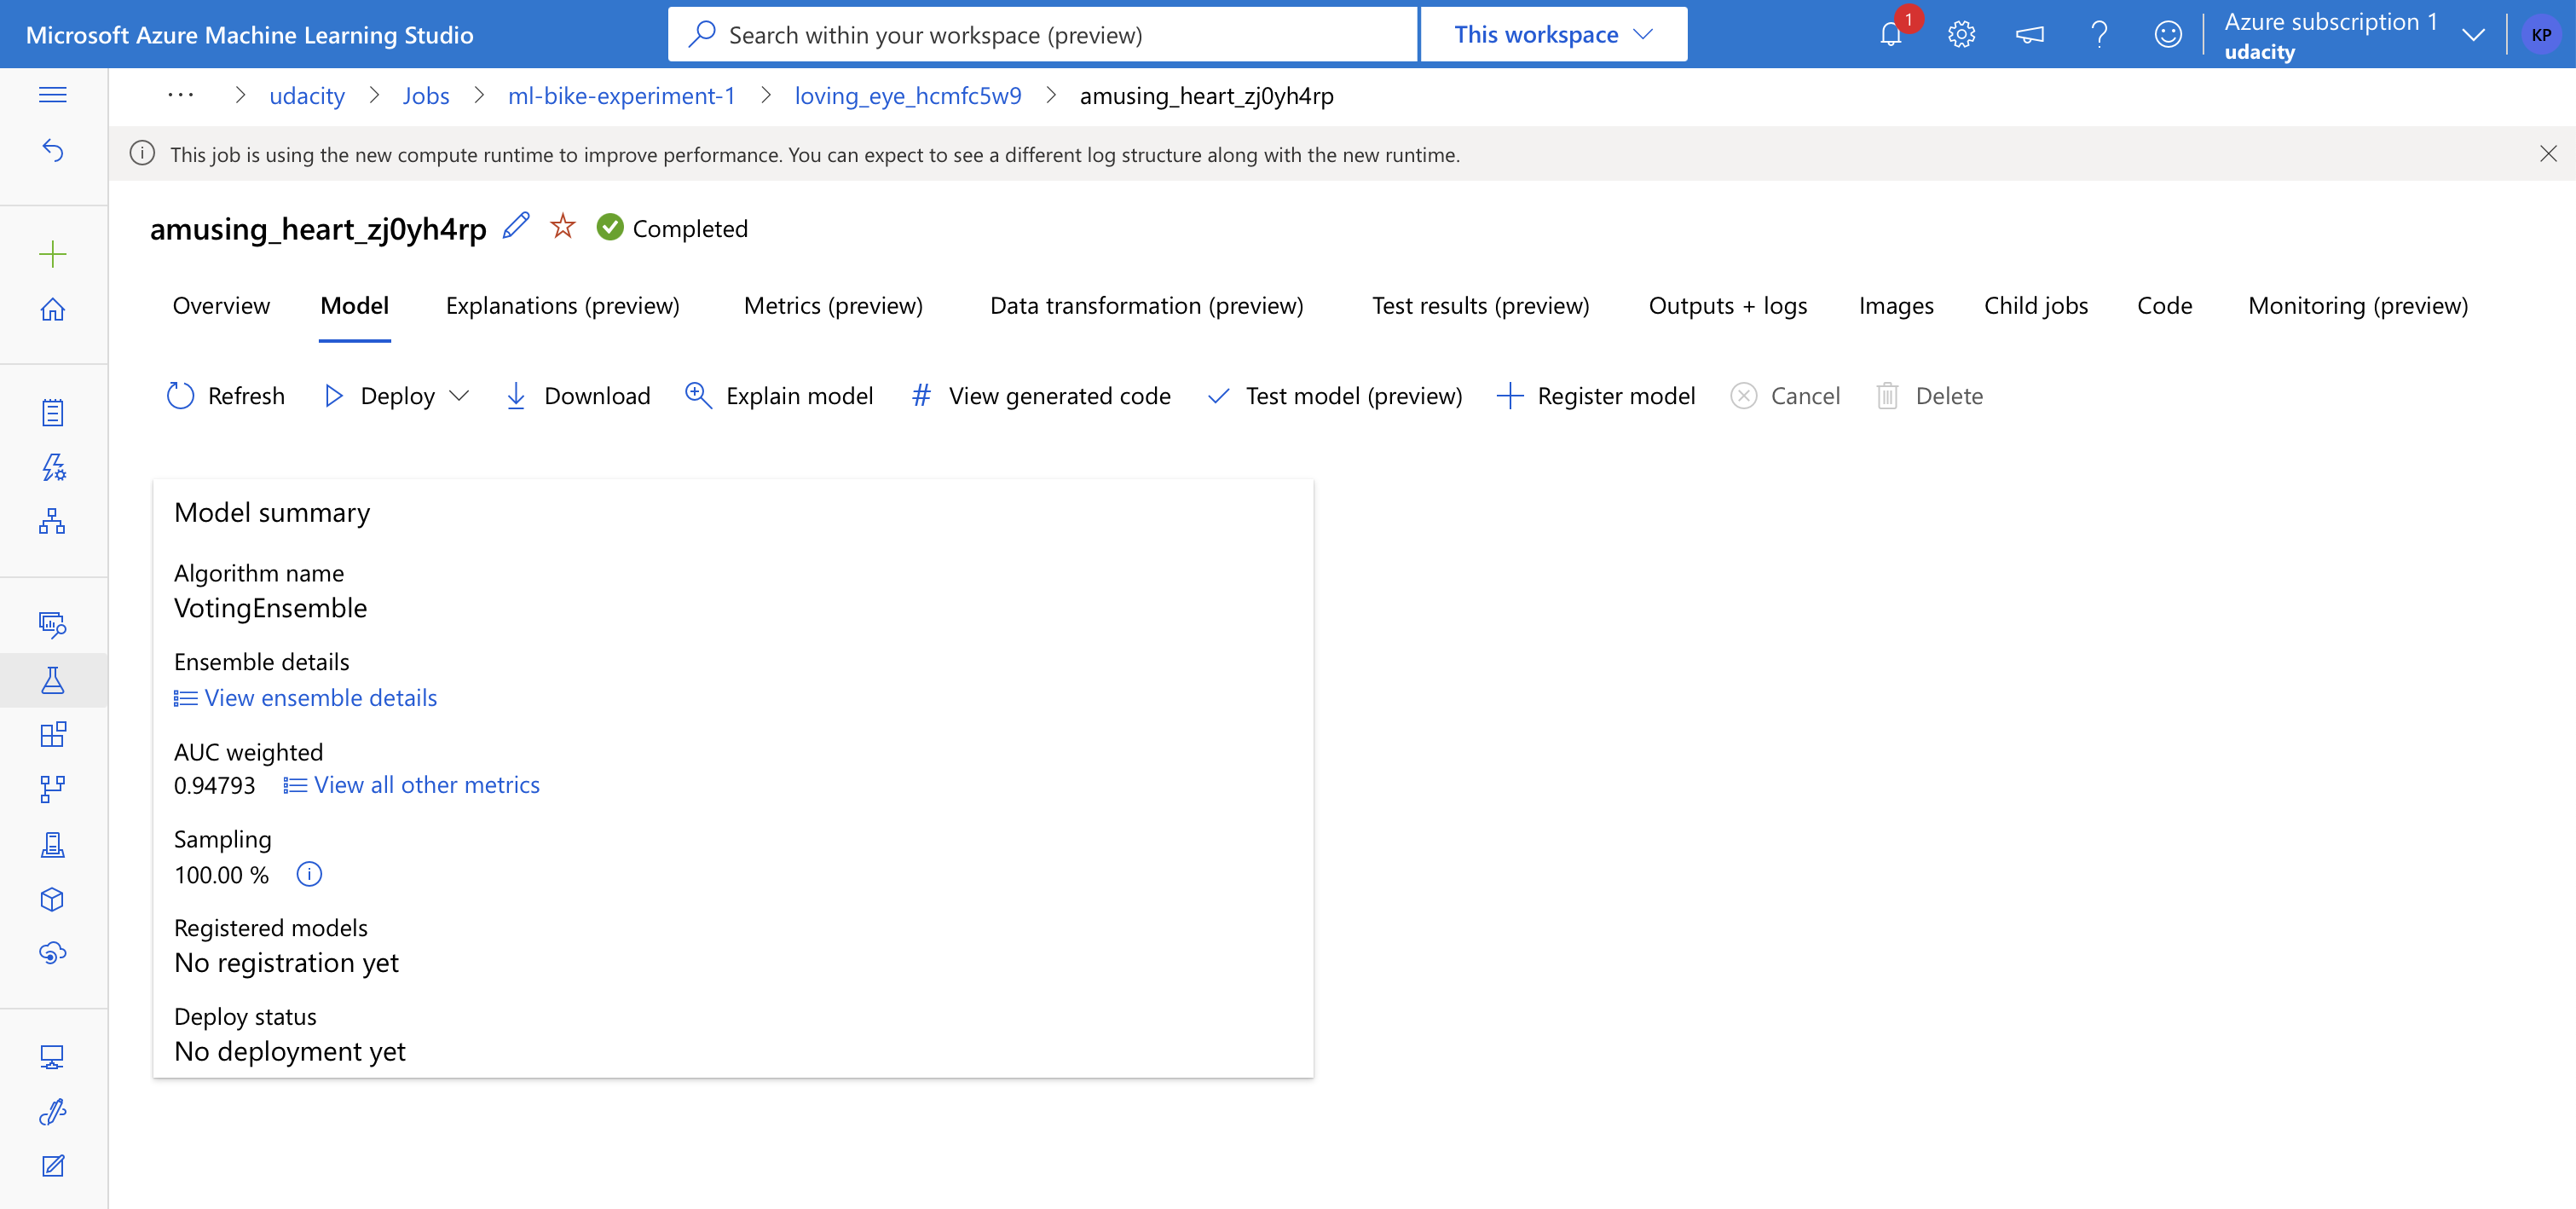 Microsoft Azure Machine Learning Studio
Search within your workspace (preview)
This workspace
1
Azure subscription 1
udacity
KP
... > udacity > Jobs > ml-bike-experiment-1 > loving_eye_hcmfc5w9 > amusing_heart_zj0yh4rp
This job is using the new compute runtime to improve performance. You can expect to see a different log structure along with the new runtime.
amusing_heart_zj0yh4rp Completed
Overview Model Explanations (preview) Metrics (preview) Data transformation (preview) Test results (preview) Outputs + logs Images Child jobs Code Monitoring (preview)
Refresh Deploy Download Explain model # View generated code Test model (preview) Register model Cancel Delete
Model summary
Algorithm name
VotingEnsemble
Ensemble details
View ensemble details
AUC weighted
0.94793 View all other metrics
Sampling
100.00 %
Registered models
No registration yet
Deploy status
No deployment yet